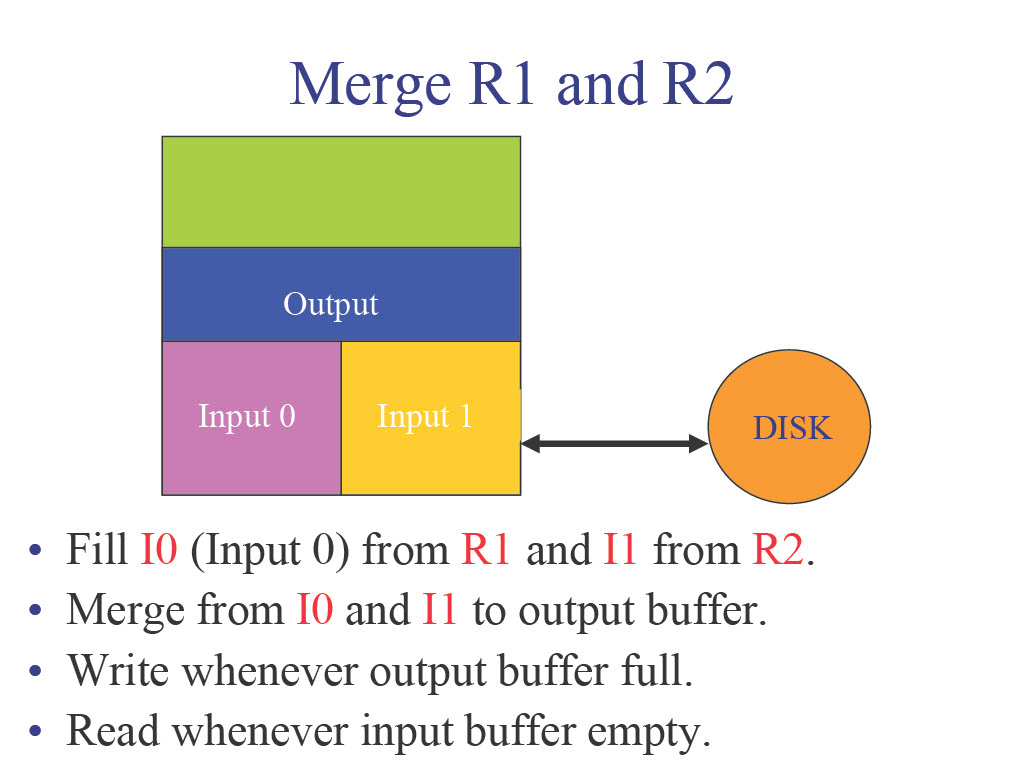 Merge R1 and R2
Output
Input 0
Input 1
DISK
• Fill I0 (Input 0) from R1 and I1 from R2.
• Merge from I0 and I1 to output buffer.
• Write whenever output buffer full.
• Read whenever input buffer empty.